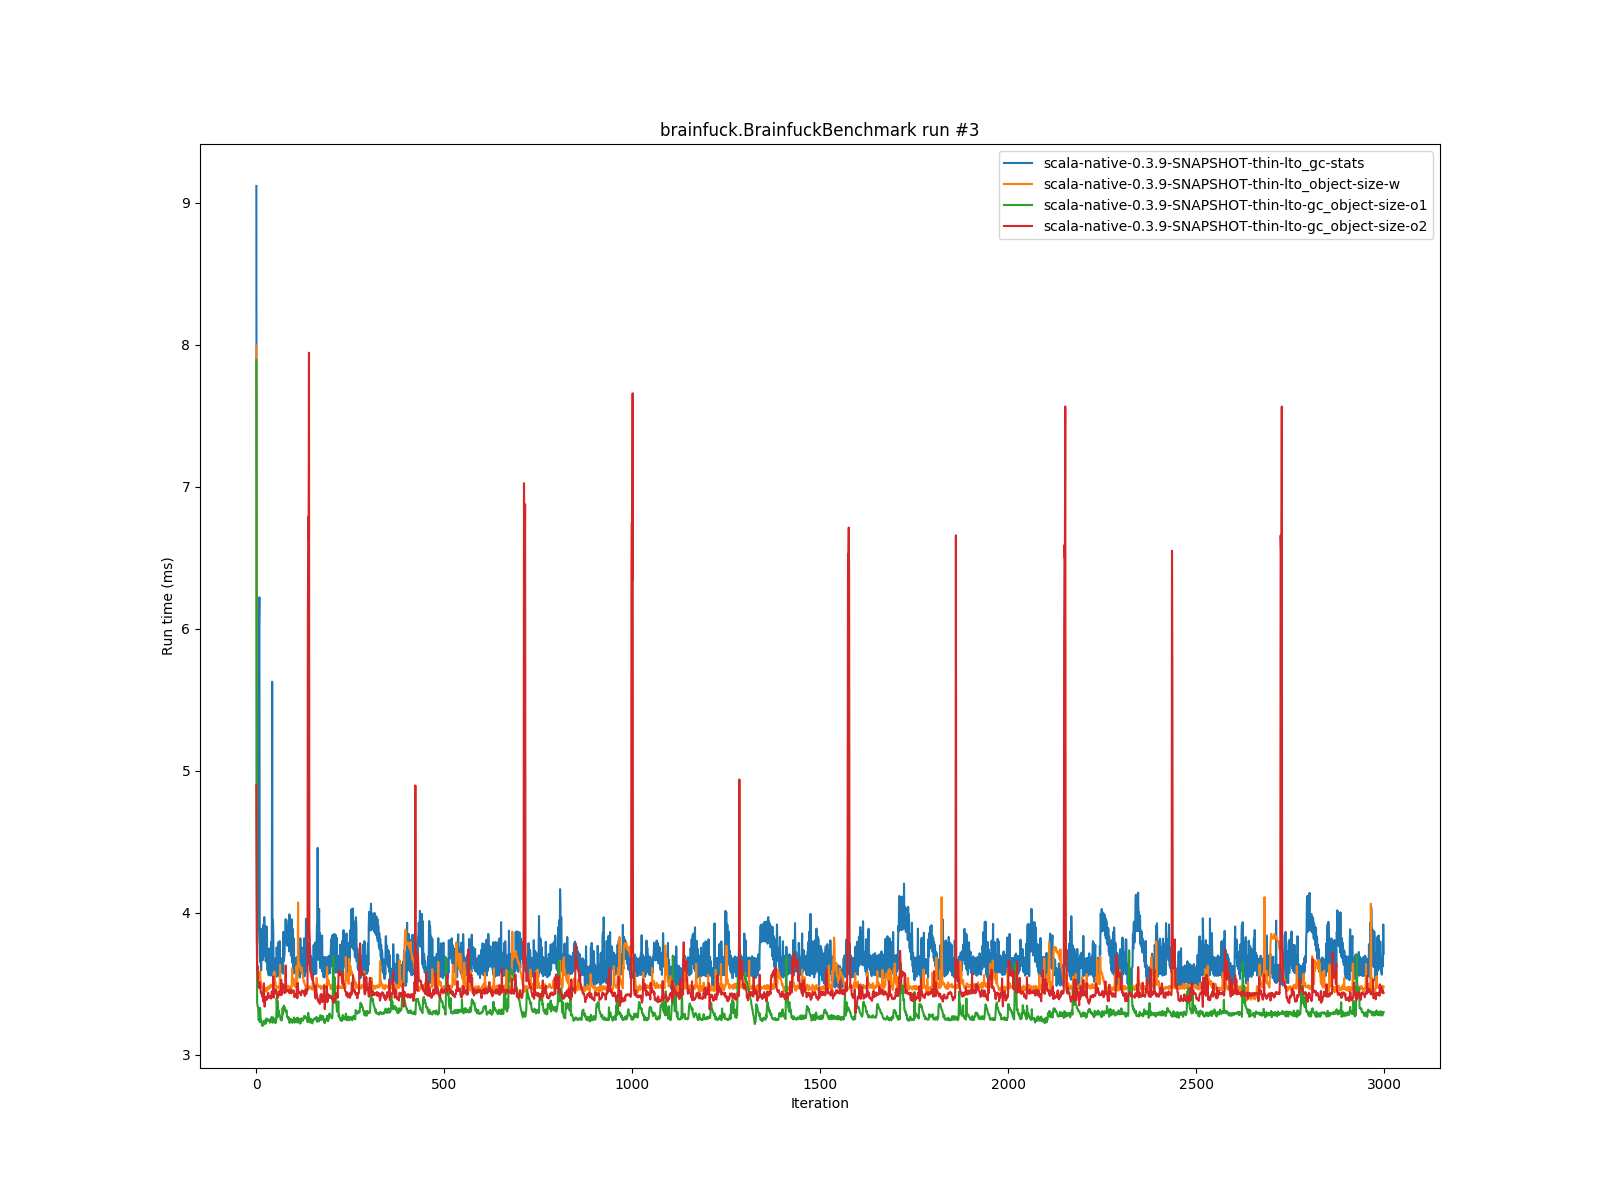 brainfuck.BrainfuckBenchmark run #3
scala-native-0.3.9-SNAPSHOT-thin-lto_gc-stats
scala-native-0.3.9-SNAPSHOT-thin-lto_object-size-w
scala-native-0.3.9-SNAPSHOT-thin-lto-gc_object-size-o1
scala-native-0.3.9-SNAPSHOT-thin-lto-gc_object-size-o2
Run time (ms)
9
8
7
6
5
4
3
0
500
1000
1500
2000
2500
3000
Iteration